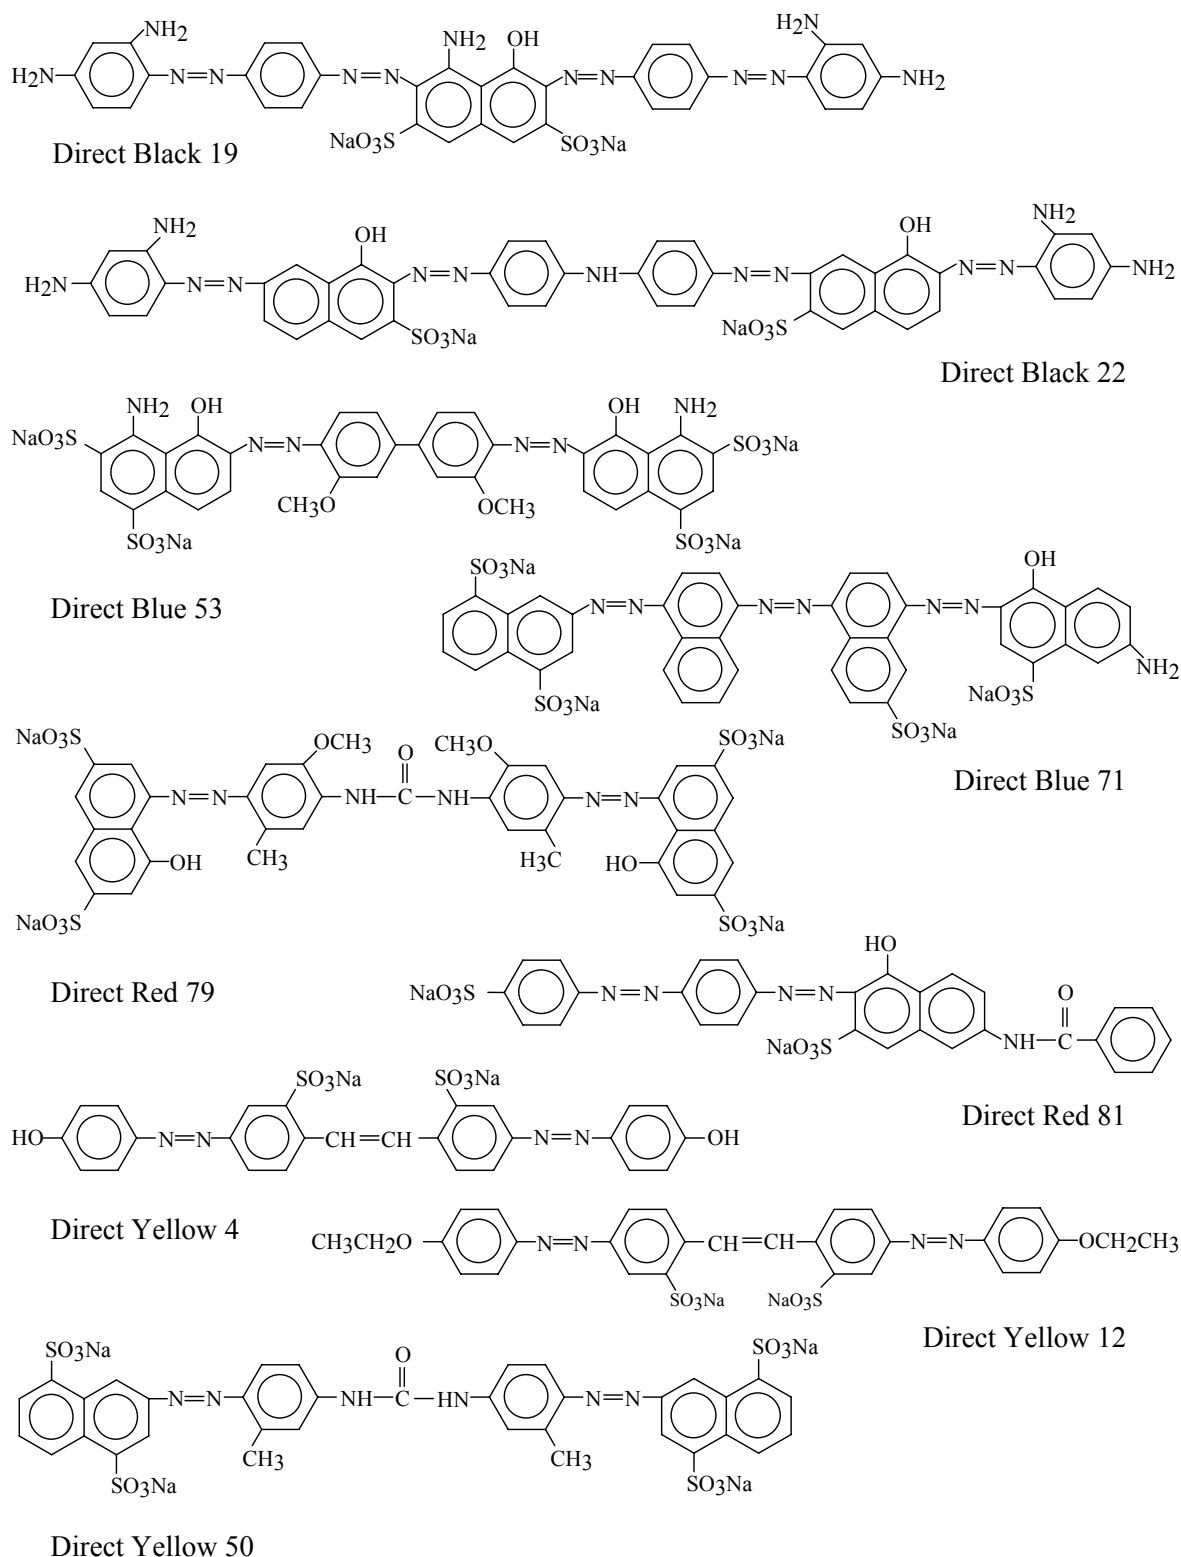 H2N NH2 N=N N=N NH2 OH N=N N=N H2N NH2
NaO3S SO3Na
Direct Black 19
H2N NH2 N=N OH N=N NH N=N OH N=N NH2 NH2
SO3Na NaO3S
Direct Black 22
NaO3S NH2 OH N=N N=N OH NH2 SO3Na
CH3O OCH3
SO3Na SO3Na
Direct Blue 53
SO3Na N=N N=N N=N OH
NH2
SO3Na SO3Na NaO3S
Direct Blue 71
NaO3S OCH3 O CH3O SO3Na
N=N NH C NH N=N
OH CH3 H3C HO
NaO3S SO3Na
Direct Red 79
HO
NaO3S N=N N=N O
NaO3S NH C
Direct Red 81
SO3Na SO3Na
HO N=N CH=CH N=N OH
Direct Yellow 4
CH3CH2O N=N CH=CH N=N OCH2CH3
SO3Na NaO3S
Direct Yellow 12
SO3Na O SO3Na
N=N NH C HN N=N
CH3 CH3
SO3Na SO3Na
Direct Yellow 50